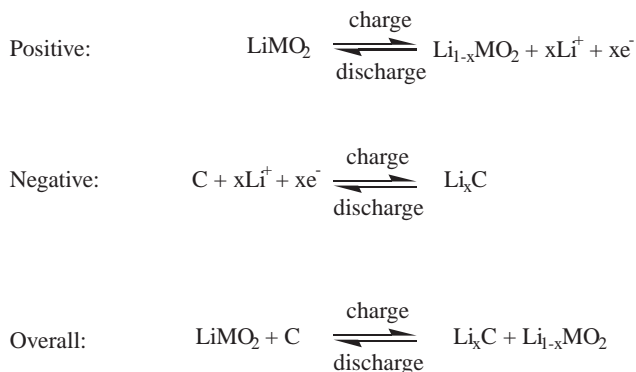 charge
Positive: LiMO₂ Li₁₋ₓMO₂ + xLi⁺ + xe⁻
discharge
charge
Negative: C + xLi⁺ + xe⁻ LiₓC
discharge
charge
Overall: LiMO₂ + C LiₓC + Li₁₋ₓMO₂
discharge